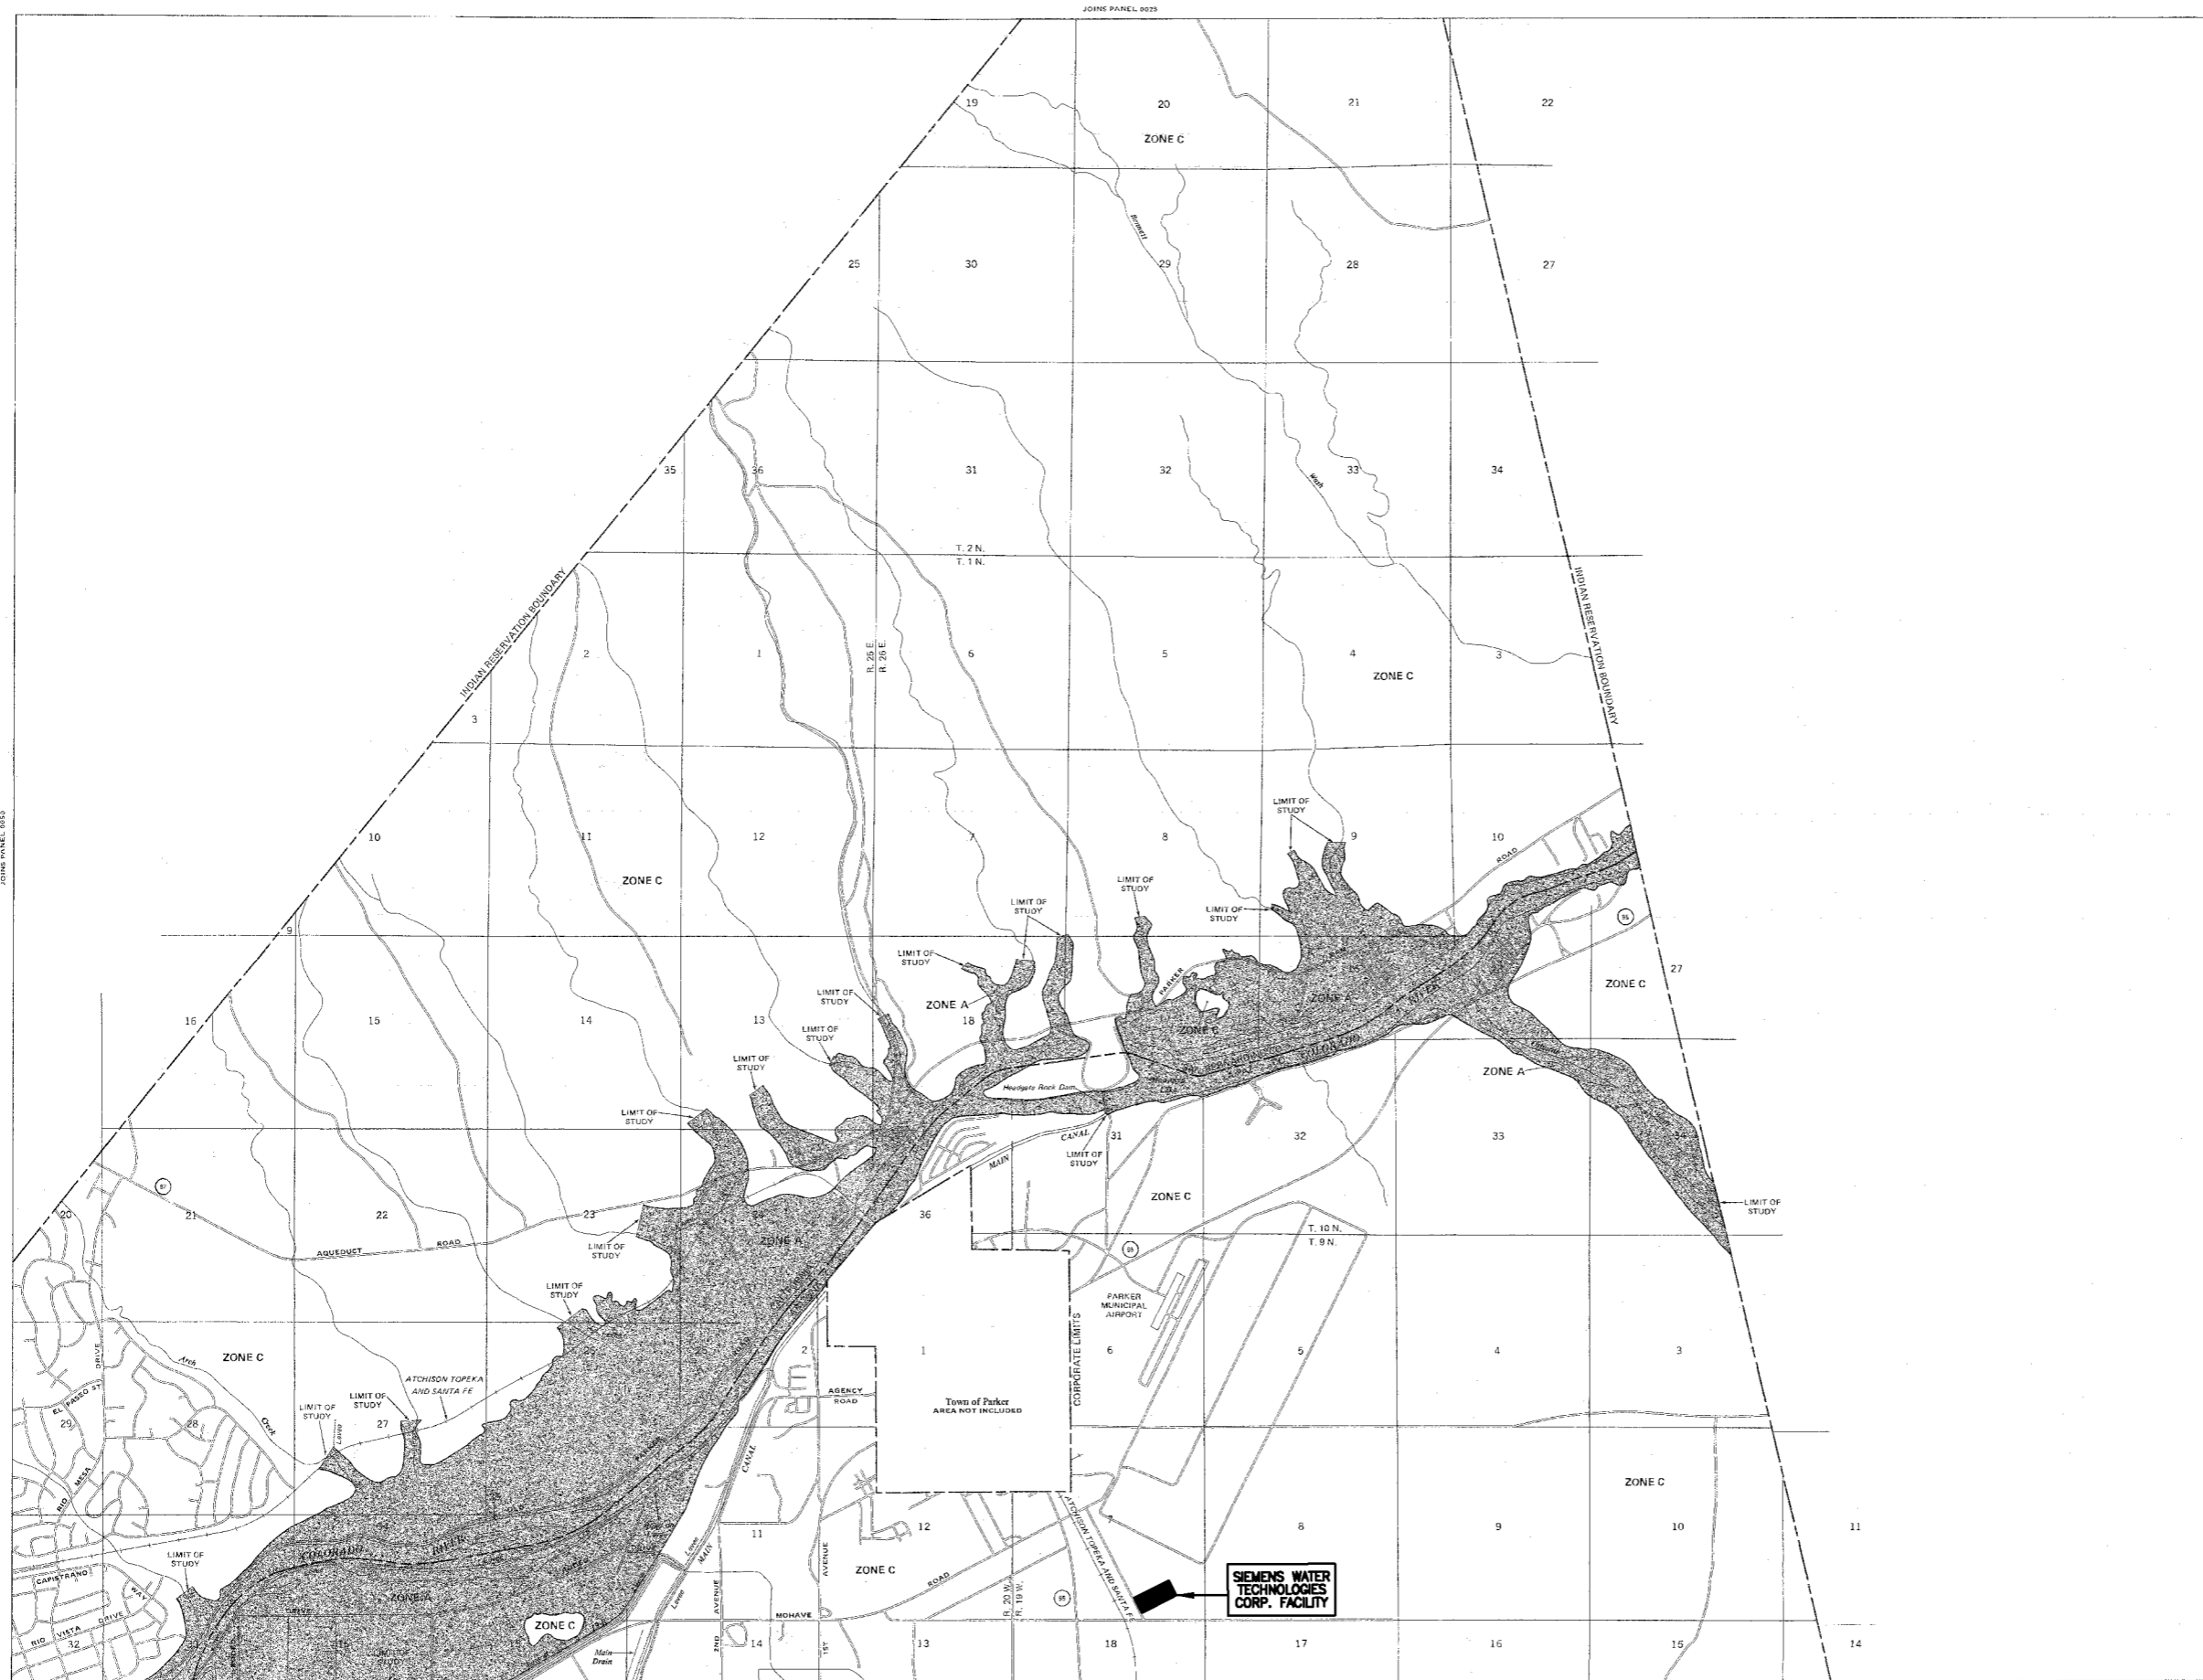 JOINS PANEL 0025
19
20
21
22
ZONE C
Bennett
25
30
29
28
27
35
36
31
32
33
34
Wash
T. 2 N.
T. 1 N.
INDIAN RESERVATION BOUNDARY
INDIAN RESERVATION BOUNDARY
R. 25 E.
R. 26 E.
2
1
6
5
4
3
ZONE C
3
JOINS PANEL 0050
LIMIT OF
STUDY
10
11
12
7
8
9
10
ROAD
ZONE C
LIMIT OF
STUDY
LIMIT OF
STUDY
LIMIT OF
STUDY
95
9
LIMIT OF
STUDY
PARKER
27
ZONE C
LIMIT OF
STUDY
ZONE A
ZONE A
RIVER
16
15
14
13
18
LIMIT OF
STUDY
ZONE C
COLORADO
LIMIT OF
STUDY
ZONE A
Headgate Rock Dam
LIMIT OF
STUDY
CANAL
31
32
33
34
MAIN
LIMIT OF
STUDY
ZONE C
LIMIT OF
STUDY
20
21
22
23
36
LIMIT OF
STUDY
AQUEDUCT
ROAD
ZONE A
T. 10 N.
T. 9 N.
95
LIMIT OF
STUDY
PARKER
MUNICIPAL
AIRPORT
CORPORATE LIMITS
DRIVE
Arch
ZONE C
2
1
6
5
4
3
ATCHISON TOPEKA
AND SANTA FE
AGENCY
ROAD
Town of Parker
AREA NOT INCLUDED
EL PASEO ST
LIMIT OF
STUDY
LIMIT OF
STUDY
29
28
27
Creek
Levee
CANAL
RIO MESA
ZONE C
ATCHISON TOPEKA AND SANTA FE
11
12
8
9
10
11
COLORADO
RIVER
LIMIT OF
STUDY
Levee
MAIN
AVENUE
ZONE C
ROAD
CAPISTRANO
WAY
ZONE A
Levee
AVENUE
R. 20 W.
R. 19 W.
95
SIEMENS WATER
TECHNOLOGIES
CORP. FACILITY
DRIVE
DRIVE
MOHAVE
RIO VISTA
ZONE C
32
2ND
14
1ST
13
18
17
16
15
14
Main
Drain